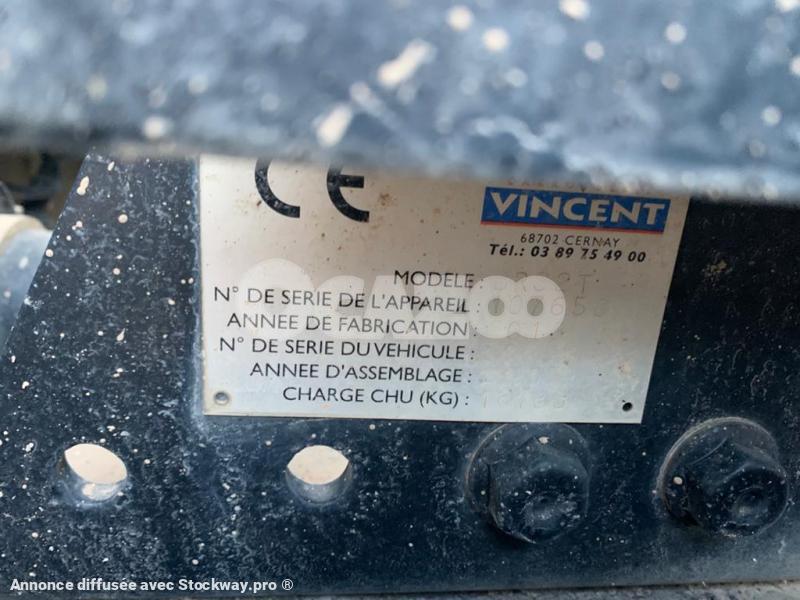 CE
VINCENT
68702 CERNAY
Tél.: 03 89 75 49 00
MODELE :
N° DE SERIE DE L'APPAREIL :
ANNEE DE FABRICATION :
N° DE SERIE DU VEHICULE :
ANNEE D'ASSEMBLAGE :
CHARGE CHU (KG) :
Annonce diffusée avec Stockway.pro ®